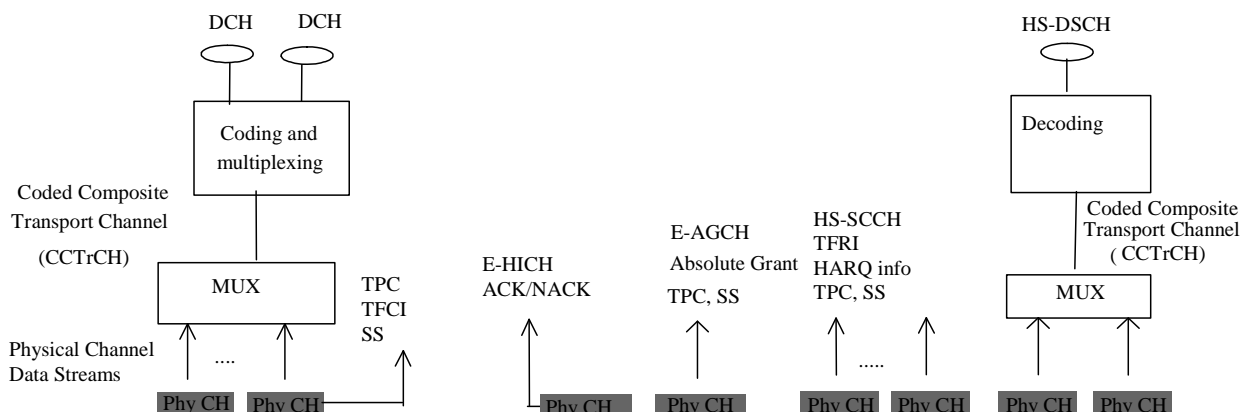 DCH
DCH
Coding and
multiplexing
Coded Composite
Transport Channel
(CCTrCH)
MUX
TPC
TFCI
SS
Physical Channel
Data Streams
....
Phy CH
Phy CH
E-HICH
ACK/NACK
Phy CH
E-AGCH
Absolute Grant
TPC, SS
Phy CH
HS-SCCH
TFRI
HARQ info
TPC, SS
.....
Phy CH
Phy CH
HS-DSCH
Decoding
Coded Composite
Transport Channel
( CCTrCH)
MUX
Phy CH
Phy CH